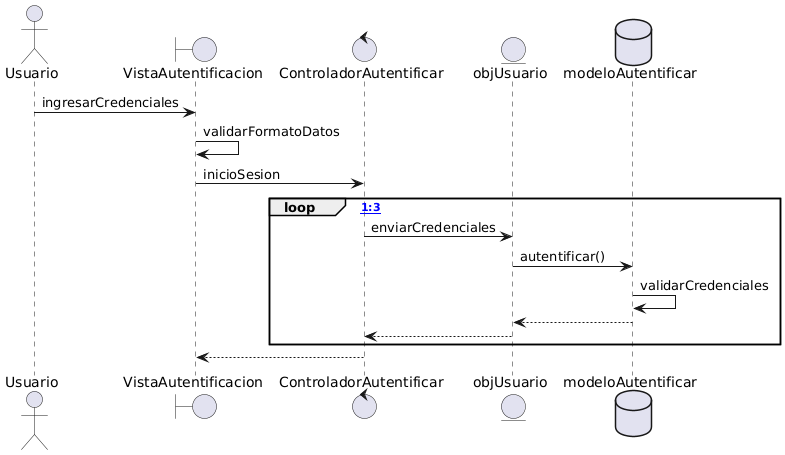 Usuario VistaAutentificacion ControladorAutentificar objUsuario modeloAutentificar
ingresarCredenciales
validarFormatoDatos
inicioSesion
loop 1:3
enviarCredenciales
autentificar()
validarCredenciales
Usuario VistaAutentificacion ControladorAutentificar objUsuario modeloAutentificar